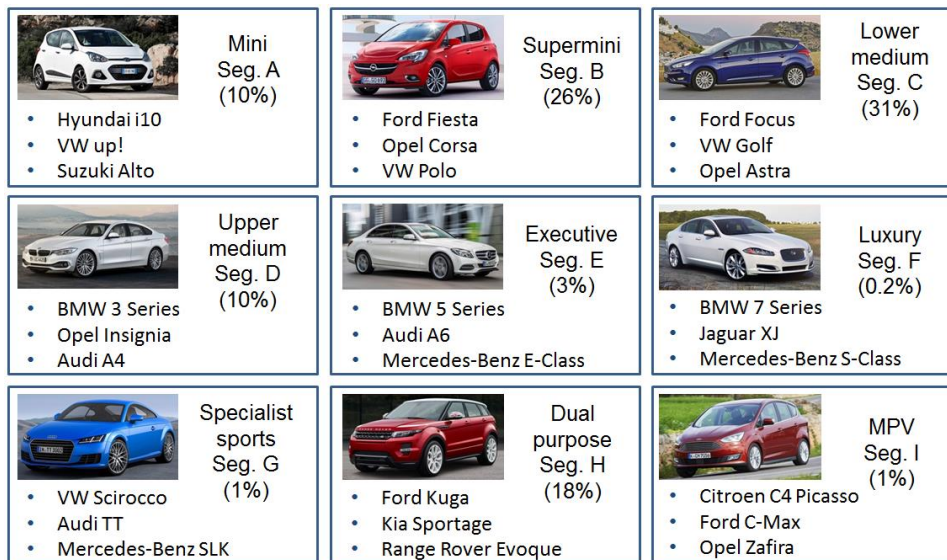 Mini
Seg. A
(10%)
• Hyundai i10
• VW up!
• Suzuki Alto
Supermini
Seg. B
(26%)
• Ford Fiesta
• Opel Corsa
• VW Polo
Lower
medium
Seg. C
(31%)
• Ford Focus
• VW Golf
• Opel Astra
Upper
medium
Seg. D
(10%)
• BMW 3 Series
• Opel Insignia
• Audi A4
Executive
Seg. E
(3%)
• BMW 5 Series
• Audi A6
• Mercedes-Benz E-Class
Luxury
Seg. F
(0.2%)
• BMW 7 Series
• Jaguar XJ
• Mercedes-Benz S-Class
Specialist
sports
Seg. G
(1%)
• VW Scirocco
• Audi TT
• Mercedes-Benz SLK
Dual
purpose
Seg. H
(18%)
• Ford Kuga
• Kia Sportage
• Range Rover Evoque
MPV
Seg. I
(1%)
• Citroen C4 Picasso
• Ford C-Max
• Opel Zafira